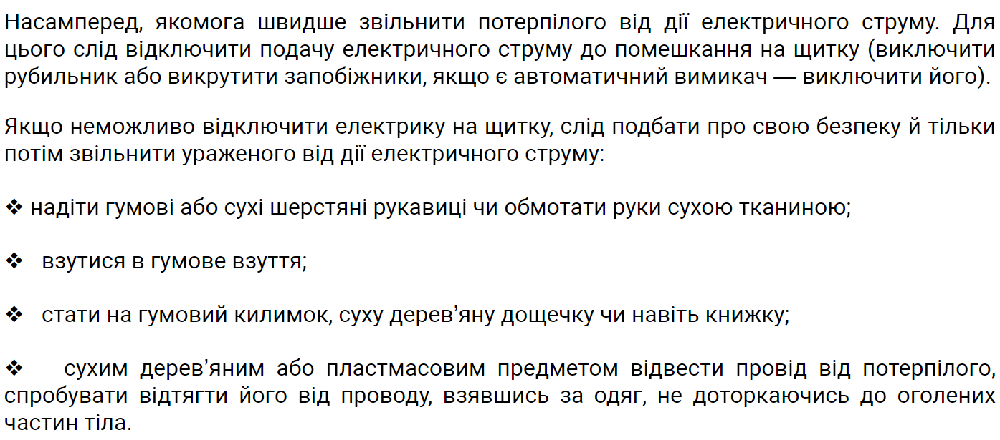 Насамперед, якомога швидше звільнити потерпілого від дії електричного струму. Для
цього слід відключити подачу електричного струму до помешкання на щитку (виключити
рубильник або викрутити запобіжники, якщо є автоматичний вимикач — виключити його).
Якщо неможливо відключити електрику на щитку, слід подбати про свою безпеку й тільки
потім звільнити ураженого від дії електричного струму:
❖ надіти гумові або сухі шерстяні рукавиці чи обмотати руки сухою тканиною;
❖ взутися в гумове взуття;
❖ стати на гумовий килимок, суху дерев’яну дощечку чи навіть книжку;
❖ сухим дерев’яним або пластмасовим предметом відвести провід від потерпілого,
спробувати відтягти його від проводу, взявшись за одяг, не доторкаючись до оголених
частин тіла.